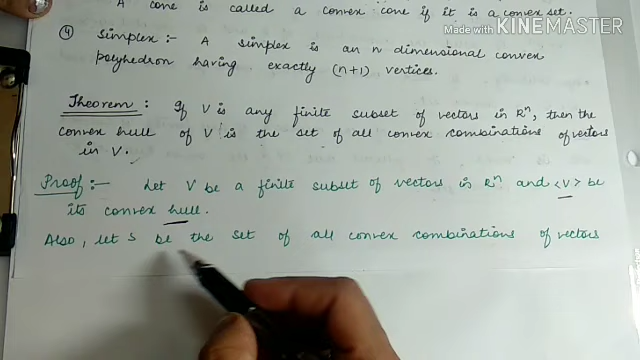 A cone is called a convex cone if it is a convex set.
Made with KINEMASTER
④ Simplex :- A simplex is an n dimensional convex
polyhedron having exactly (n+1) vertices.
Theorem : If V is any finite subset of vectors in Rⁿ, then the
convex hull of V is the set of all convex combinations of vectors
in V.
Proof :- Let V be a finite subset of vectors in Rⁿ and <V> be
its convex hull.
Also, let S be the set of all convex combinations of vectors